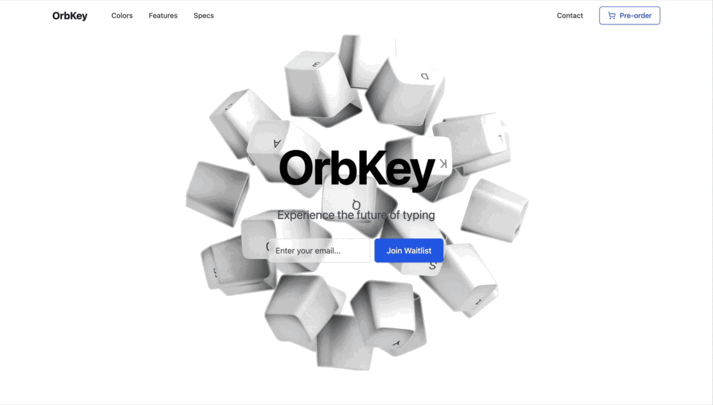 OrbKey
Colors
Features
Specs
Contact
Pre-order
E
D
L
A
K
OrbKey
Q
Experience the future of typing
Enter your email...
Join Waitlist
S